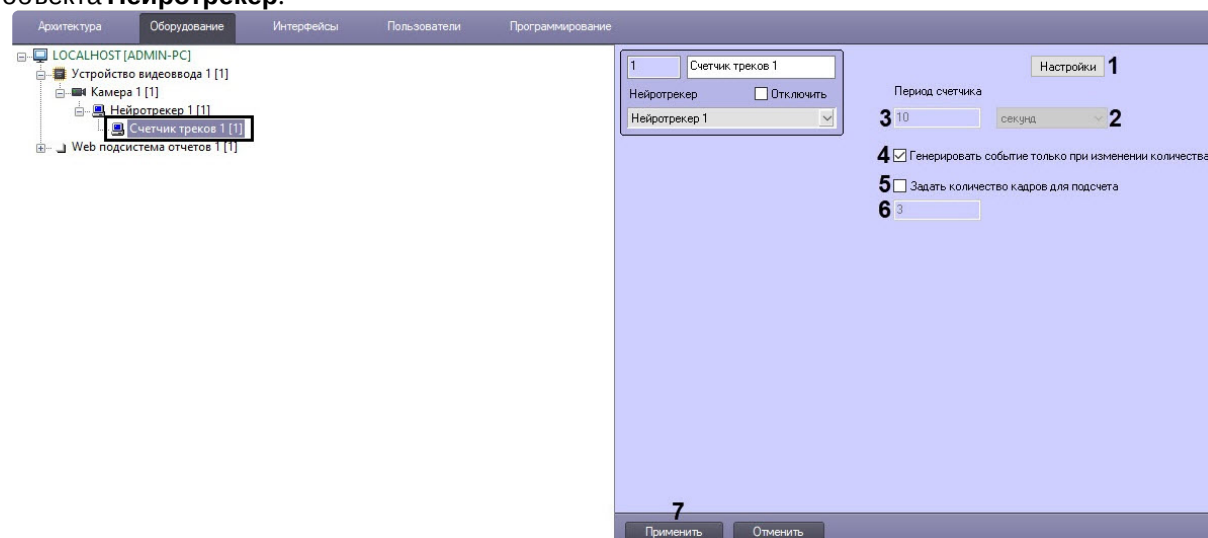 объекта Нейротрекер.
Архитектура Оборудование Интерфейсы Пользователи Программирование
LOCALHOST [ADMIN-PC]
Устройство видеоввода 1 [1]
Камера 1 [1]
Нейротрекер 1 [1]
Счетчик треков 1 [1]
Web подсистема отчетов 1 [1]
1 Счетчик треков 1
Нейротрекер Отключить
Нейротрекер 1
Настройки 1
Период счетчика
3 10 секунд 2
4 Генерировать событие только при изменении количества
5 Задать количество кадров для подсчета
6 3
7
Применить Отменить